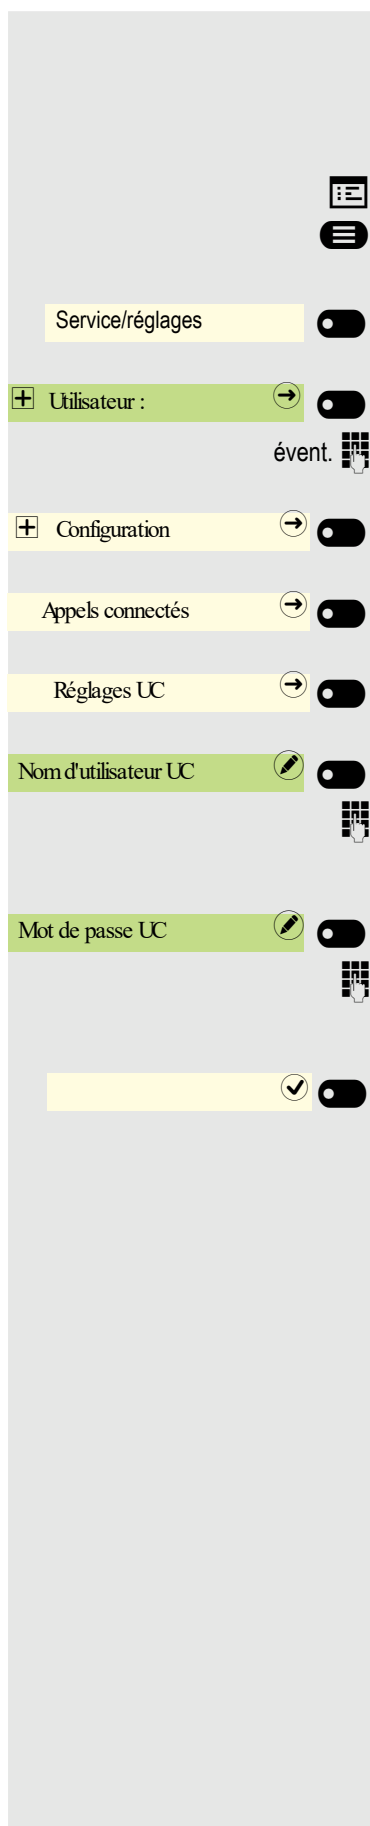 Service/réglages
Utilisateur :
évent.
Configuration
Appels connectés
Réglages UC
Nom d'utilisateur UC
Mot de passe UC